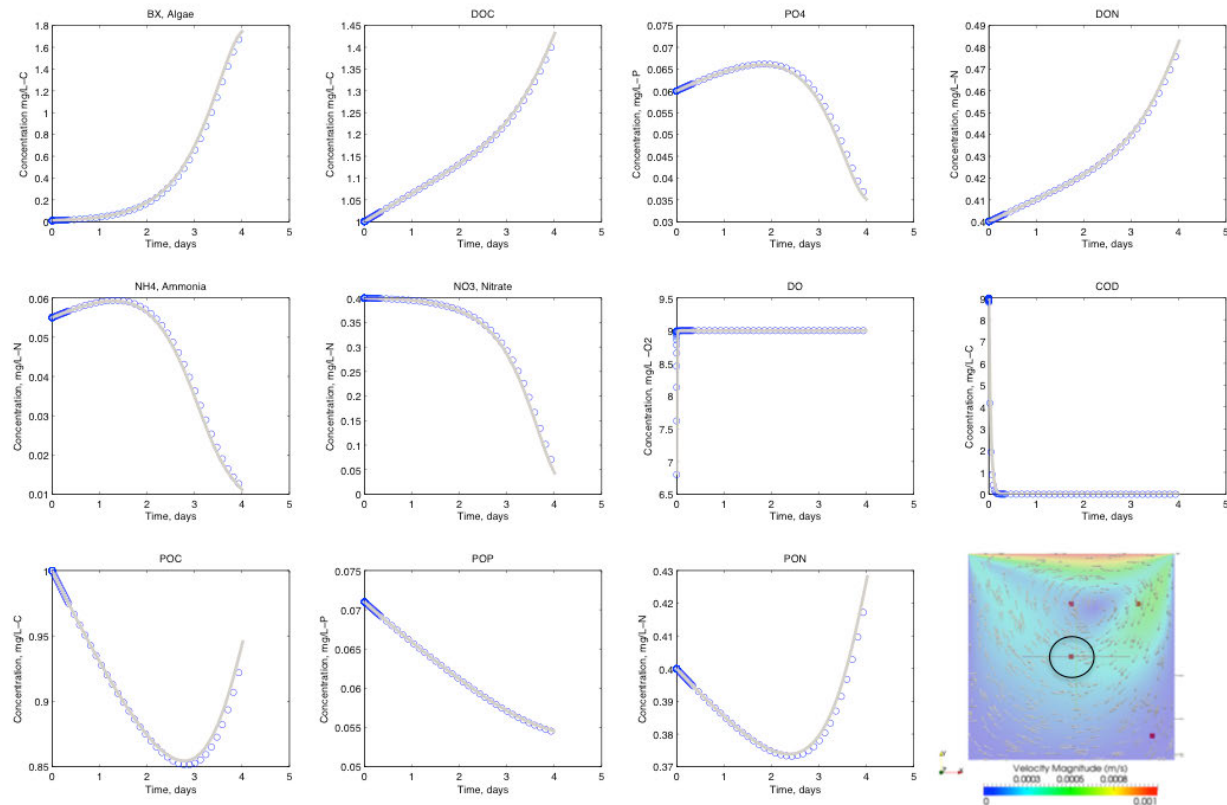 BX, Algae
Concentration mg/L–C
1.8
1.6
1.4
1.2
1
0.8
0.6
0.4
0.2
0
0 1 2 3 4 5
Time, days
DOC
Concentration mg/L–C
1.45
1.4
1.35
1.3
1.25
1.2
1.15
1.1
1.05
1
0 1 2 3 4 5
Time, days
PO4
Concentration, mg/L–P
0.075
0.07
0.065
0.06
0.055
0.05
0.045
0.04
0.035
0.03
0 1 2 3 4 5
Time, days
DON
Concentration, mg/L–N
0.49
0.48
0.47
0.46
0.45
0.44
0.43
0.42
0.41
0.4
0 1 2 3 4 5
Time, days
NH4, Ammonia
Concentration, mg/L–N
0.06
0.05
0.04
0.03
0.02
0.01
0 1 2 3 4 5
Time, days
NO3, Nitrate
Concentration, mg/L–N
0.4
0.35
0.3
0.25
0.2
0.15
0.1
0.05
0
0 1 2 3 4 5
Time, days
DO
Concentration, mg/L –O2
9.5
9
8.5
8
7.5
7
6.5
0 1 2 3 4 5
Time, days
COD
Cocentration, mg/L–C
9
8
7
6
5
4
3
2
1
0
0 1 2 3 4 5
Time, days
POC
Concentration, mg/L–C
1
0.95
0.9
0.85
0 1 2 3 4 5
Time, days
POP
Concentration, mg/L–P
0.075
0.07
0.065
0.06
0.055
0.05
0 1 2 3 4 5
Time, days
PON
Concentration, mg/L–N
0.43
0.42
0.41
0.4
0.39
0.38
0.37
0 1 2 3 4 5
Time, days
Velocity Magnitude (m/s)
0.0003 0.0005 0.0008
0 0.001